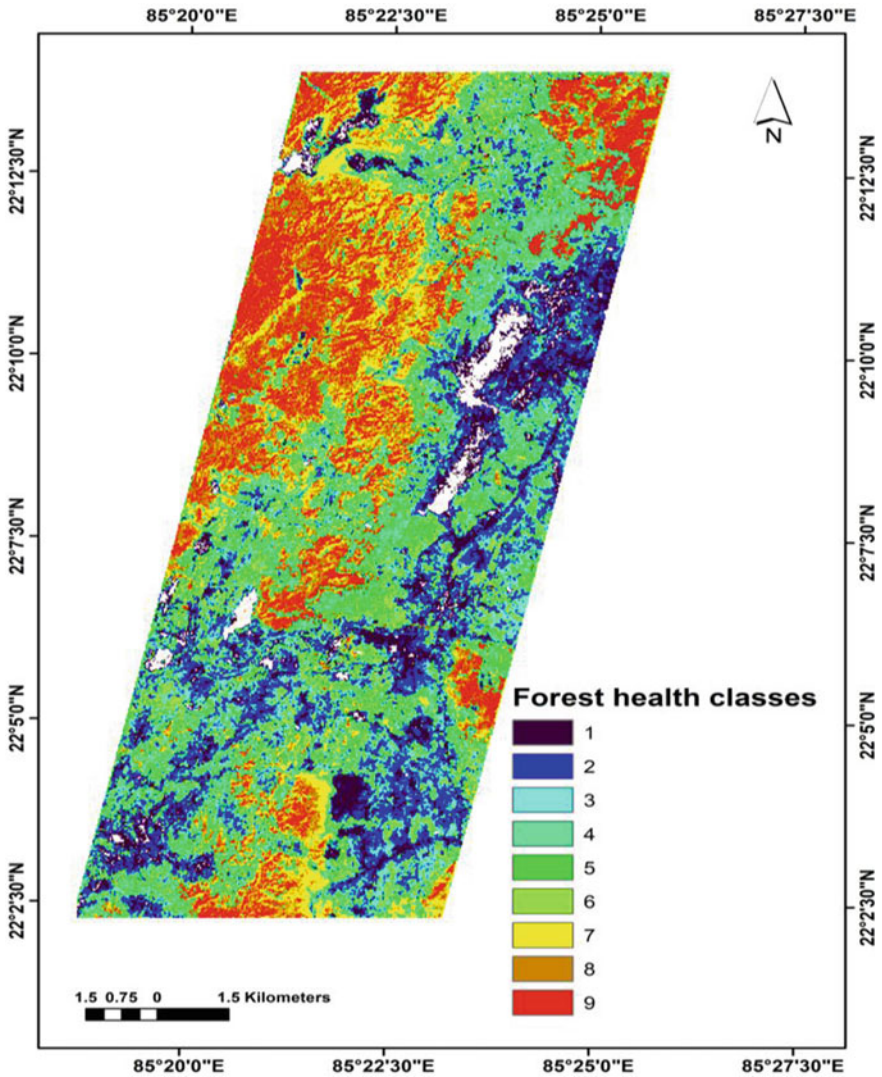 85°20'0"E 85°22'30"E 85°25'0"E 85°27'30"E
N
22°12'30"N 22°12'30"N
22°10'0"N 22°10'0"N
22°7'30"N 22°7'30"N
22°5'0"N 22°5'0"N
Forest health classes
1
2
3
4
5
6
7
8
9
22°2'30"N 22°2'30"N
1.5 0.75 0 1.5 Kilometers
85°20'0"E 85°22'30"E 85°25'0"E 85°27'30"E